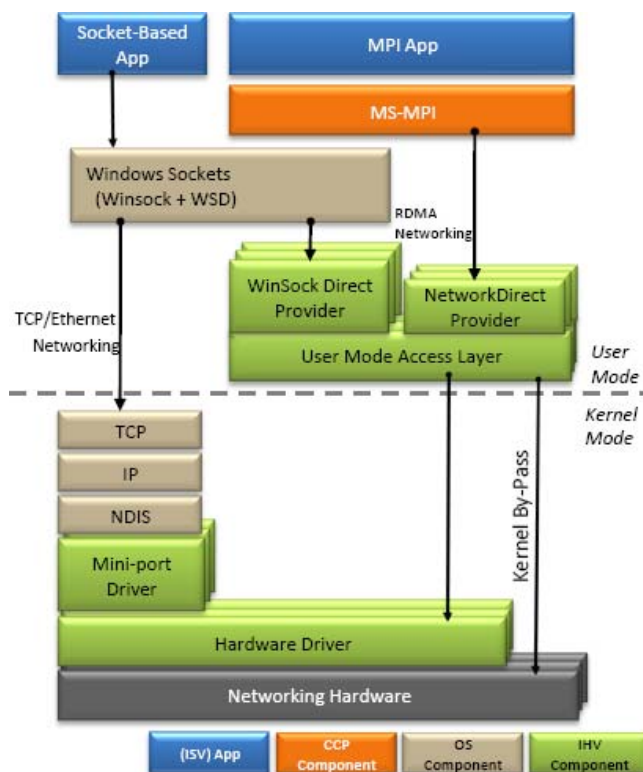 Socket-Based
App
MPI App
MS-MPI
Windows Sockets
(Winsock + WSD)
RDMA
Networking
WinSock Direct
Provider
NetworkDirect
Provider
TCP/Ethernet
Networking
User Mode Access Layer
User
Mode
Kernel
Mode
TCP
IP
NDIS
Mini-port
Driver
Kernel By-Pass
Hardware Driver
Networking Hardware
(ISV) App
CCP
Component
OS
Component
IHV
Component